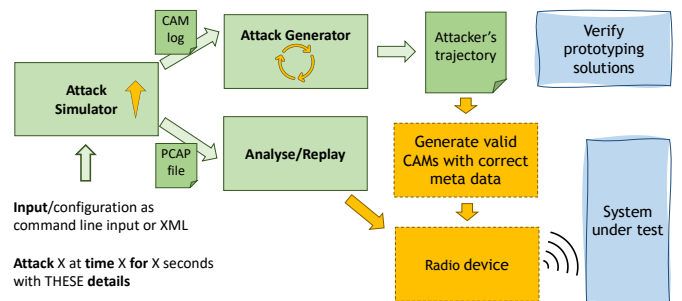 CAM
log
Attack Generator
Attacker's
trajectory
Verify
prototyping
solutions
Attack
Simulator
PCAP
file
Analyse/Replay
Generate valid
CAMs with correct
meta data
Input/configuration as
command line input or XML
Attack X at time X for X seconds
with THESE details
Radio device
System
under test